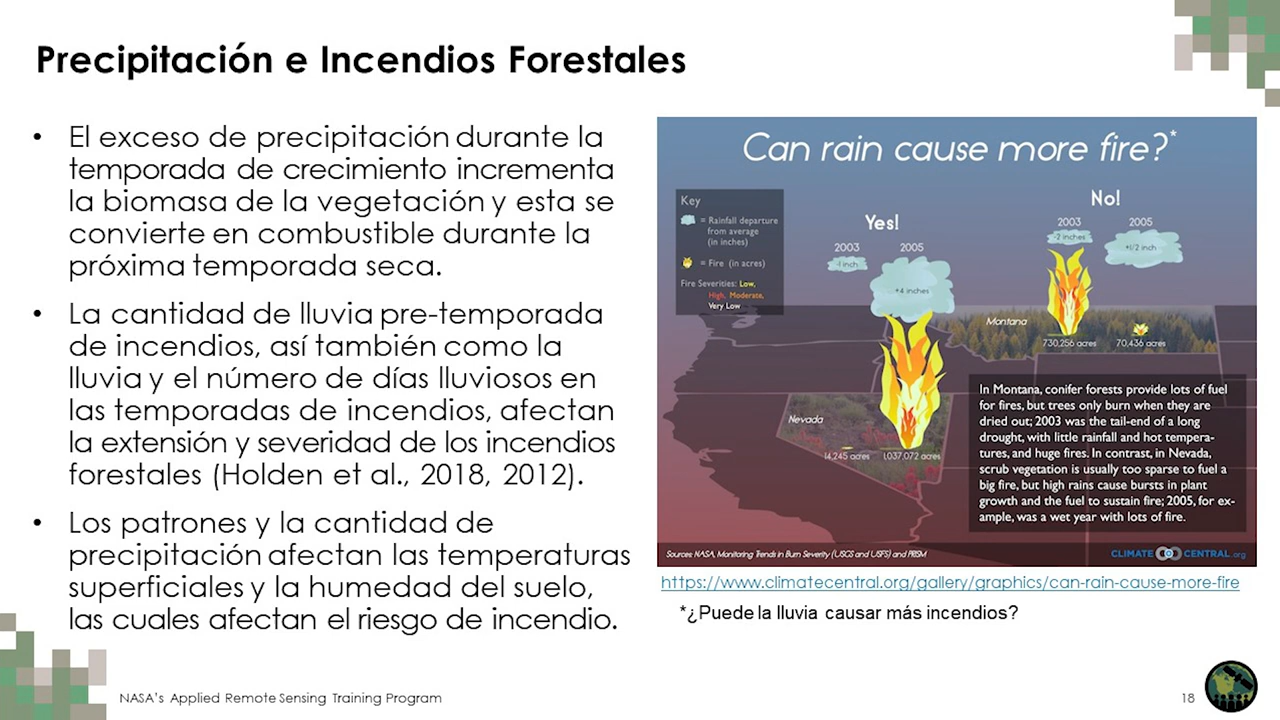 Precipitación e Incendios Forestales
• El exceso de precipitación durante la
temporada de crecimiento incrementa
la biomasa de la vegetación y esta se
convierte en combustible durante la
próxima temporada seca.
• La cantidad de lluvia pre-temporada
de incendios, así también como la
lluvia y el número de días lluviosos en
las temporadas de incendios, afectan
la extensión y severidad de los incendios
forestales (Holden et al., 2018, 2012).
• Los patrones y la cantidad de
precipitación afectan las temperaturas
superficiales y la humedad del suelo,
las cuales afectan el riesgo de incendio.
Can rain cause more fire?*
Key
= Rainfall departure
from average
(in inches)
= Fire (in acres)
Fire Severities: Low,
High, Moderate,
Very Low
Yes!
2003 2005
-1 inch
+4 inches
No!
2003 2005
-2 inches
+1/2 inch
Montana
730,256 acres 70,436 acres
Nevada
14,245 acres 1,037,072 acres
In Montana, conifer forests provide lots of fuel
for fires, but trees only burn when they are
dried out; 2003 was the tail-end of a long
drought, with little rainfall and hot tempera-
tures, and huge fires. In contrast, in Nevada,
scrub vegetation is usually too sparse to fuel a
big fire, but high rains cause bursts in plant
growth and the fuel to sustain fire; 2005, for ex-
ample, was a wet year with lots of fire.
Sources: NASA, Monitoring Trends in Burn Severity (USGS and USFS) and PRISM
CLIMATE CENTRAL.org
https://www.climatecentral.org/gallery/graphics/can-rain-cause-more-fire
*¿Puede la lluvia causar más incendios?
NASA's Applied Remote Sensing Training Program
18